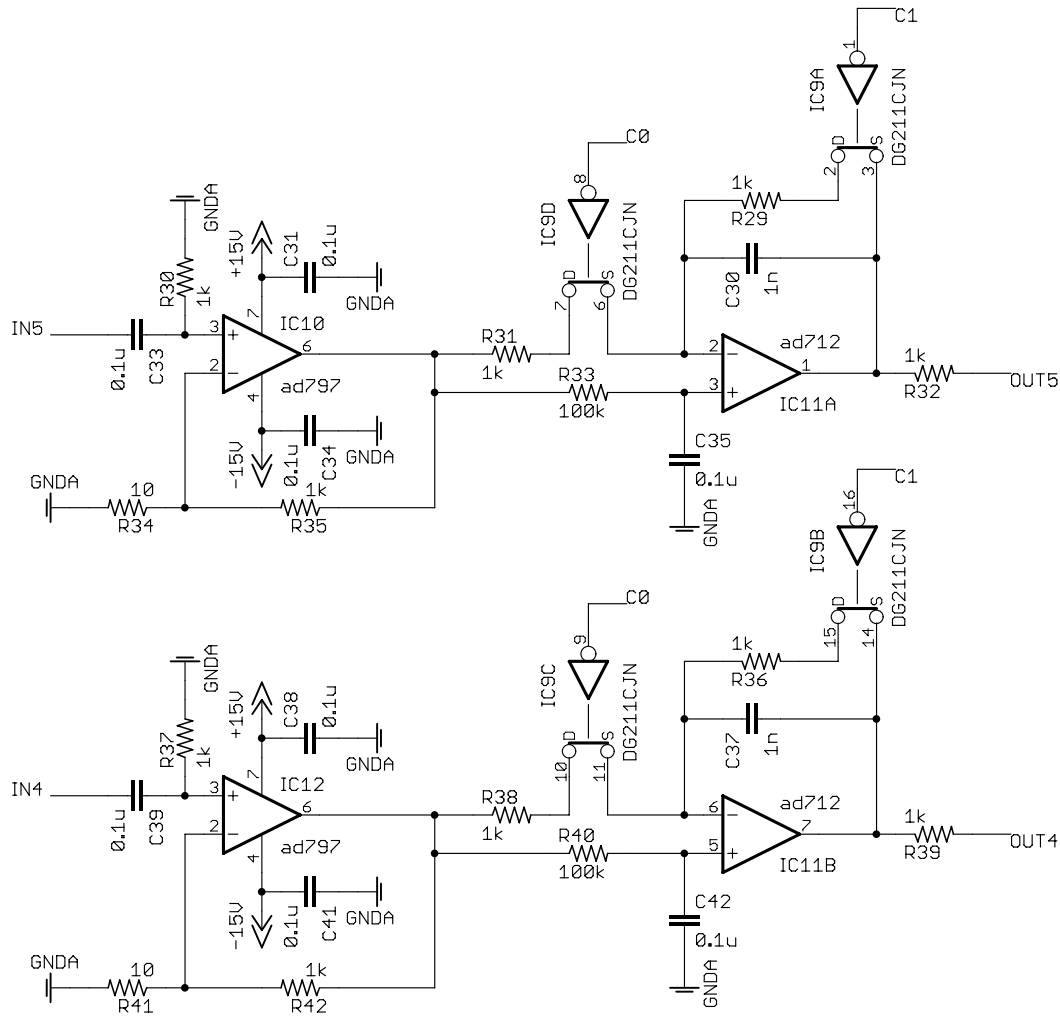 C1
1
IC9A
DG211CJN
D
S
2
3
C0
8
IC9D
DG211CJN
D
S
7
6
1k
R29
C30
1n
GNDA
R30
1k
+15V
C31
0.1u
GNDA
7
IN5
0.1u
C33
3
+
2
-
IC10
6
ad797
4
-15V
0.1u
C34
GNDA
R31
1k
R33
100k
2
-
3
+
ad712
1
IC11A
1k
R32
OUT5
C35
0.1u
GNDA
GNDA
10
R34
1k
R35
C1
16
IC9B
DG211CJN
D
S
15
14
C0
9
IC9C
DG211CJN
D
S
10
11
1k
R36
C37
1n
GNDA
R37
1k
+15V
C38
0.1u
GNDA
7
IN4
0.1u
C39
3
+
2
-
IC12
6
ad797
4
-15V
0.1u
C41
GNDA
R38
1k
R40
100k
6
-
5
+
ad712
7
IC11B
1k
R39
OUT4
C42
0.1u
GNDA
GNDA
10
R41
1k
R42